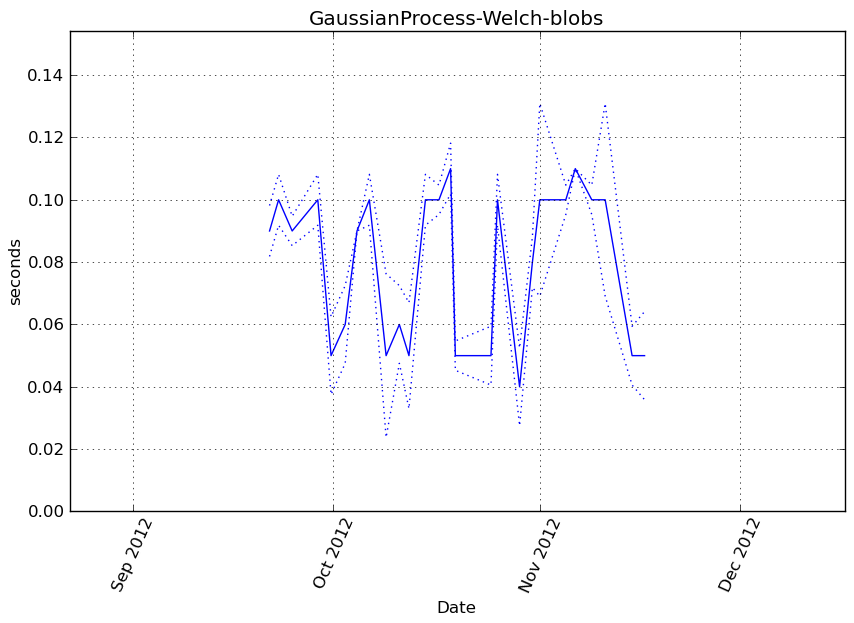 GaussianProcess-Welch-blobs
0.14
0.12
0.10
0.08
0.06
0.04
0.02
0.00
seconds
Sep 2012
Oct 2012
Nov 2012
Dec 2012
Date